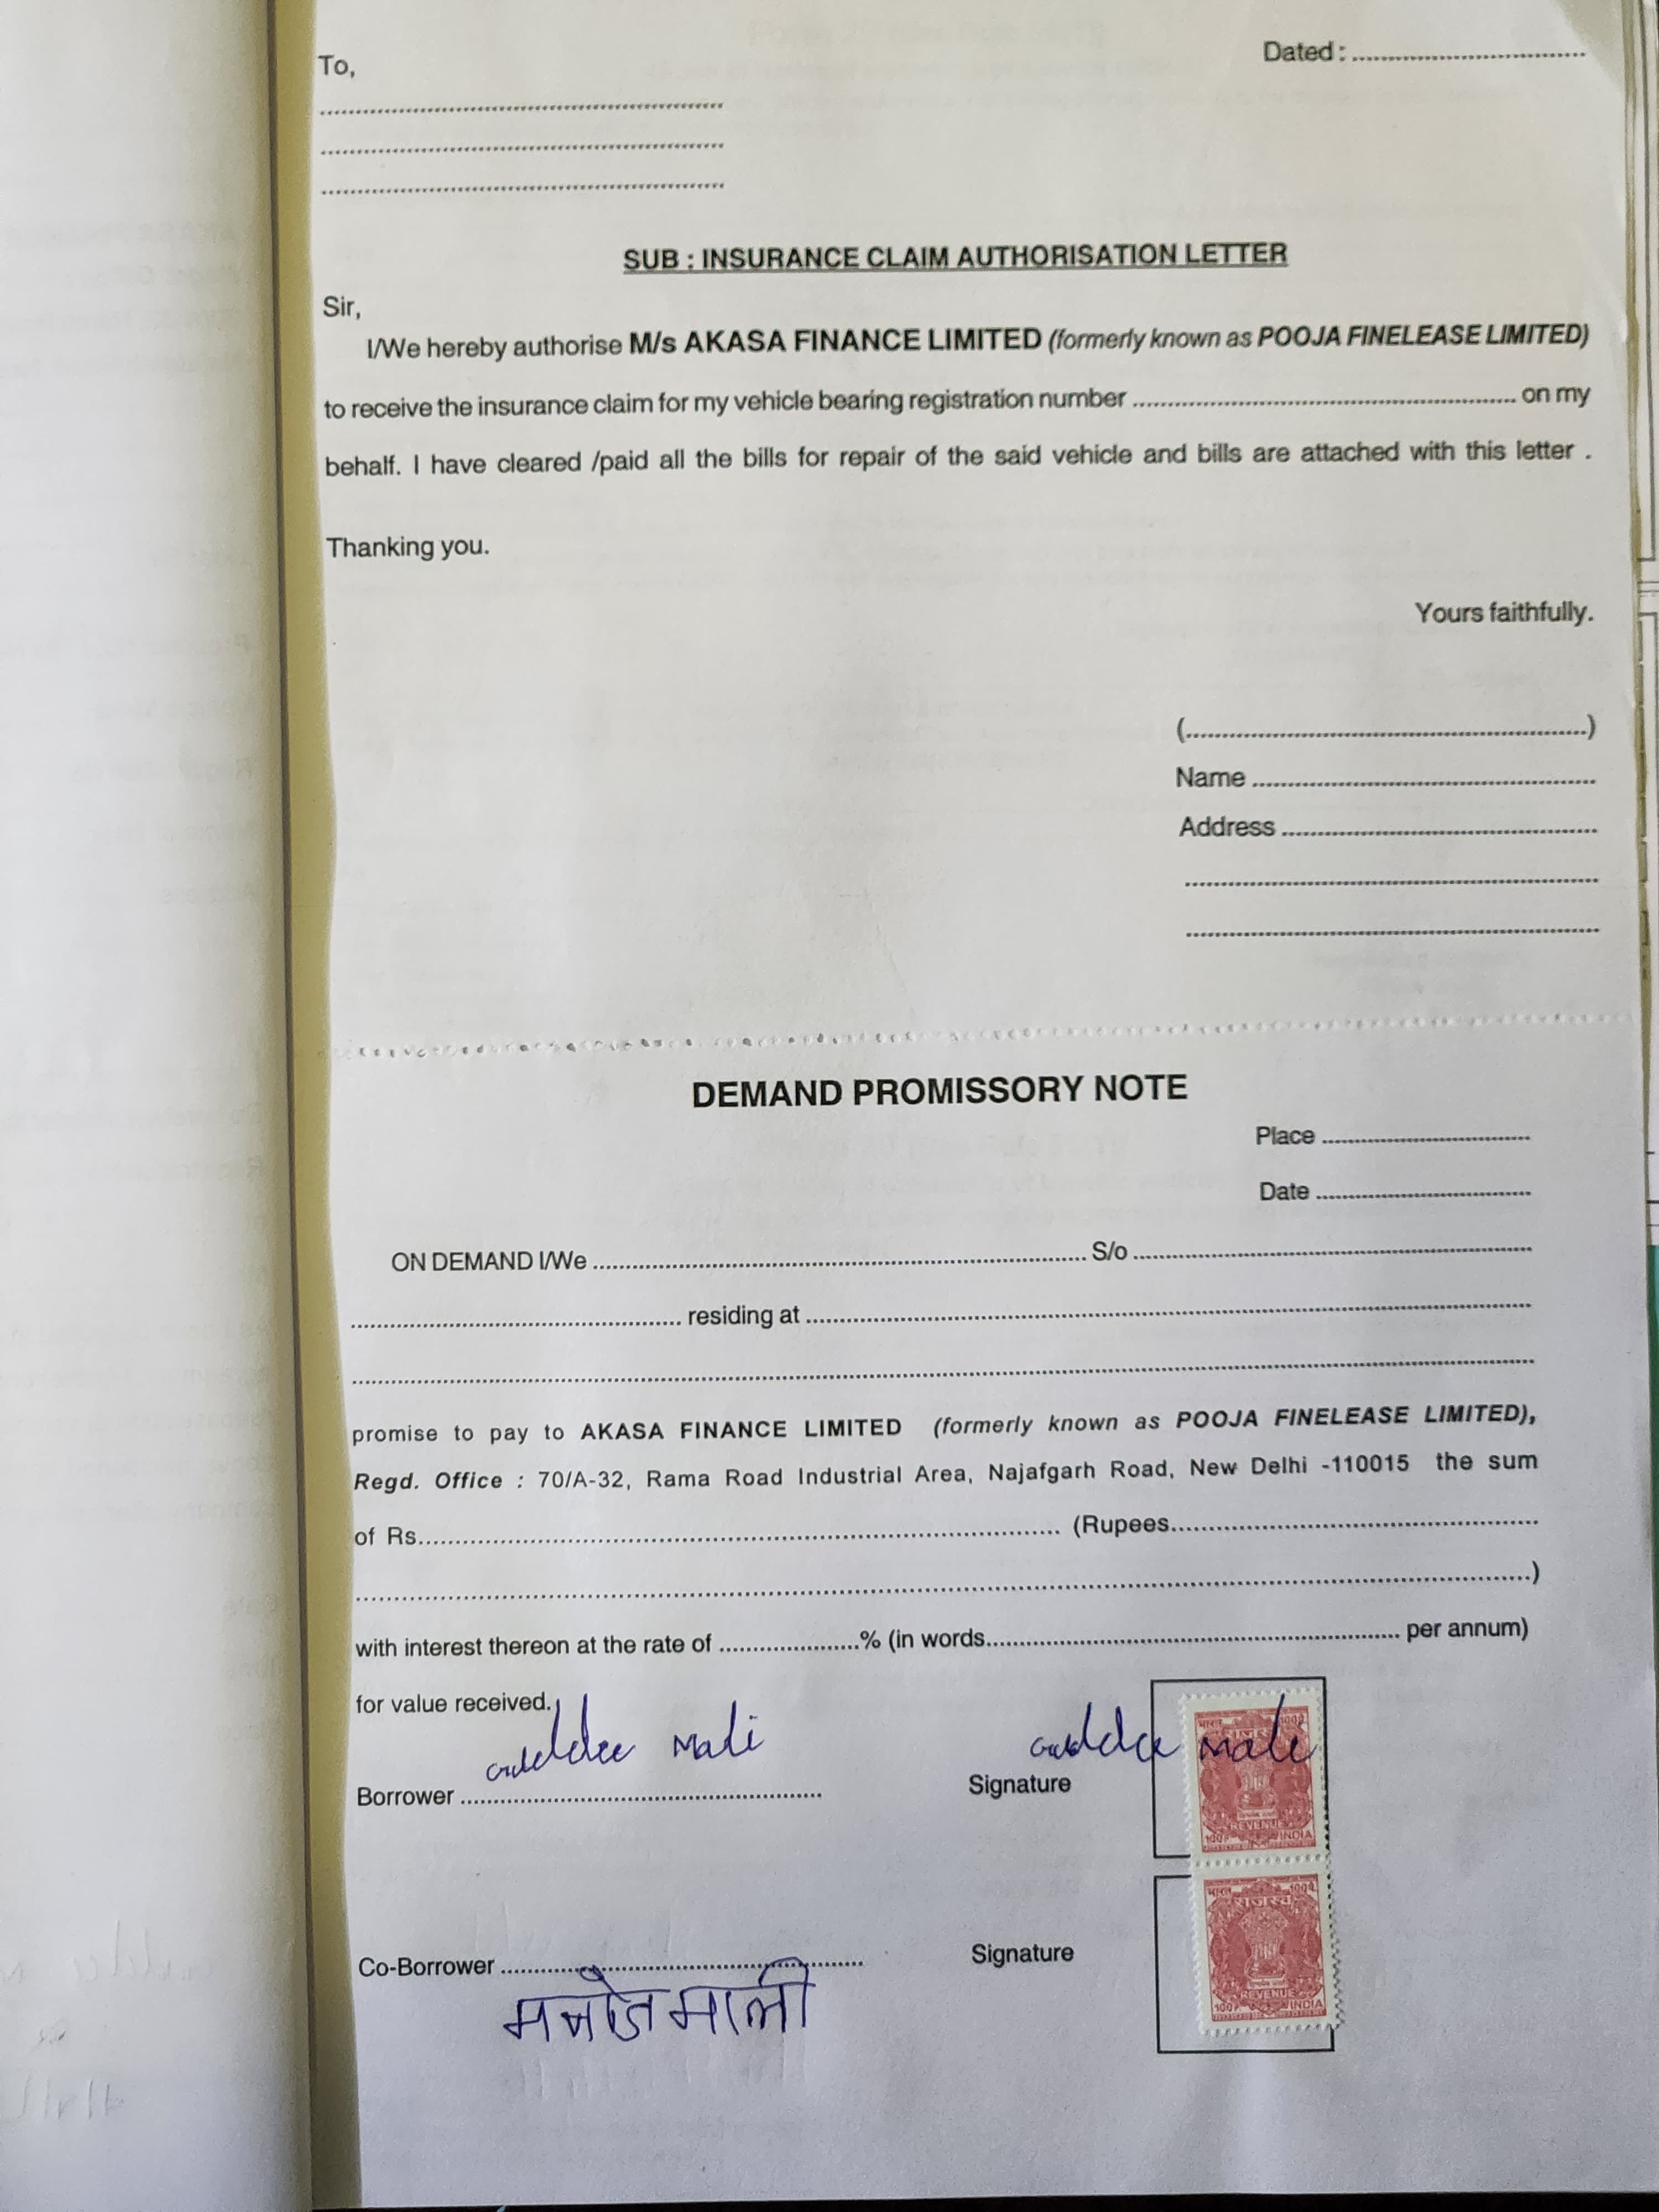 To,
Dated : ....................
....................
....................
....................
SUB : INSURANCE CLAIM AUTHORISATION LETTER
Sir,
I/We hereby authorise M/s AKASA FINANCE LIMITED (formerly known as POOJA FINELEASE LIMITED)
to receive the insurance claim for my vehicle bearing registration number .................... on my
behalf. I have cleared /paid all the bills for repair of the said vehicle and bills are attached with this letter .
Thanking you.
Yours faithfully.
(....................)
Name ....................
Address ....................
....................
....................
DEMAND PROMISSORY NOTE
Place ....................
Date ....................
ON DEMAND I/We .................... S/o ....................
.................... residing at ....................
....................
promise to pay to AKASA FINANCE LIMITED (formerly known as POOJA FINELEASE LIMITED),
Regd. Office : 70/A-32, Rama Road Industrial Area, Najafgarh Road, New Delhi -110015 the sum
of Rs.................... (Rupees....................
....................)
with interest thereon at the rate of ....................% (in words.................... per annum)
for value received.
Mali
Mali
Borrower ....................
Signature
भारत 100P
REVENUE
100P INDIA
Co-Borrower ....................
Signature
मनोज माली
भारत 100P
REVENUE
100P INDIA